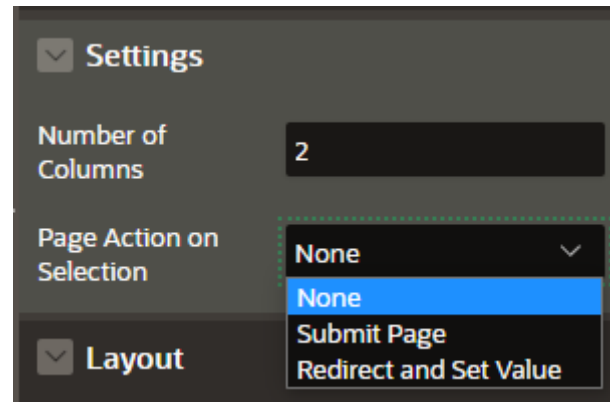 Settings
Number of
Columns
2
Page Action on
Selection
None
None
Submit Page
Redirect and Set Value
Layout